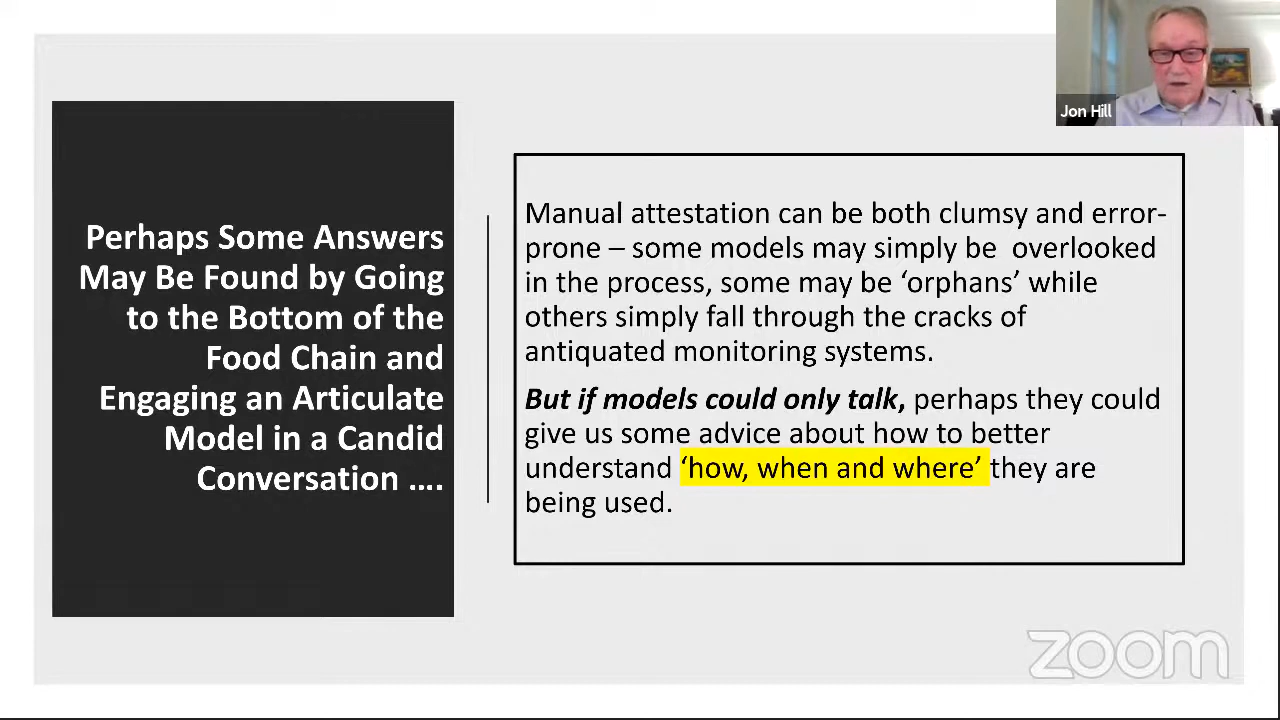 Jon Hill
Perhaps Some Answers
May Be Found by Going
to the Bottom of the
Food Chain and
Engaging an Articulate
Model in a Candid
Conversation ....
Manual attestation can be both clumsy and error-
prone – some models may simply be  overlooked
in the process, some may be ‘orphans’ while
others simply fall through the cracks of
antiquated monitoring systems.
But if models could only talk, perhaps they could
give us some advice about how to better
understand ‘how, when and where’ they are
being used.
zoom